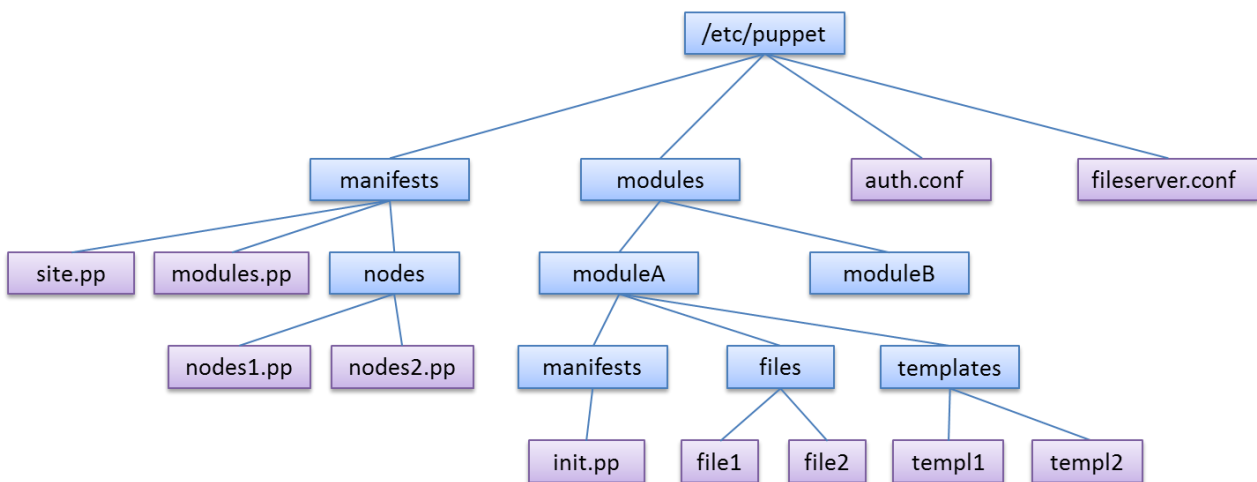 /etc/puppet
manifests
modules
auth.conf
fileserver.conf
site.pp
modules.pp
nodes
moduleA
moduleB
nodes1.pp
nodes2.pp
manifests
files
templates
init.pp
file1
file2
templ1
templ2